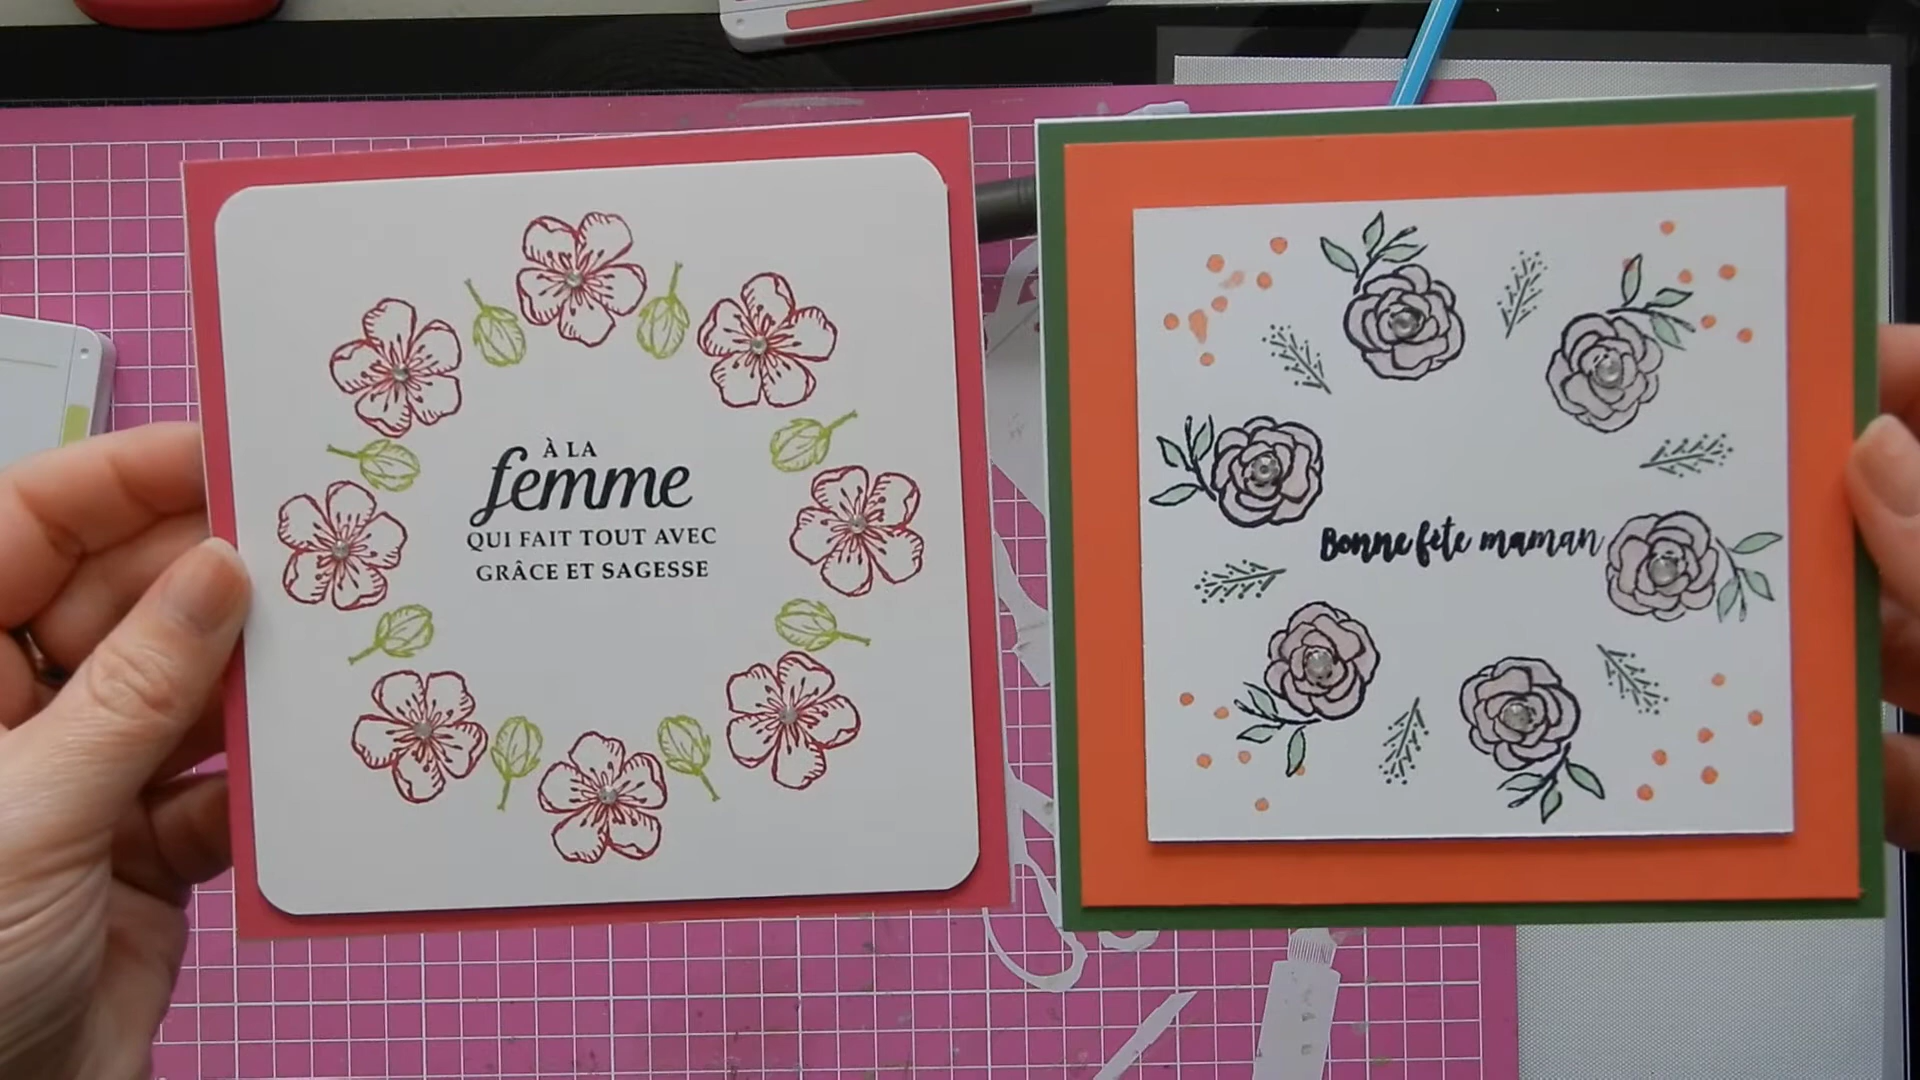 À LA
femme
QUI FAIT TOUT AVEC
GRÂCE ET SAGESSE
Bonne fête maman